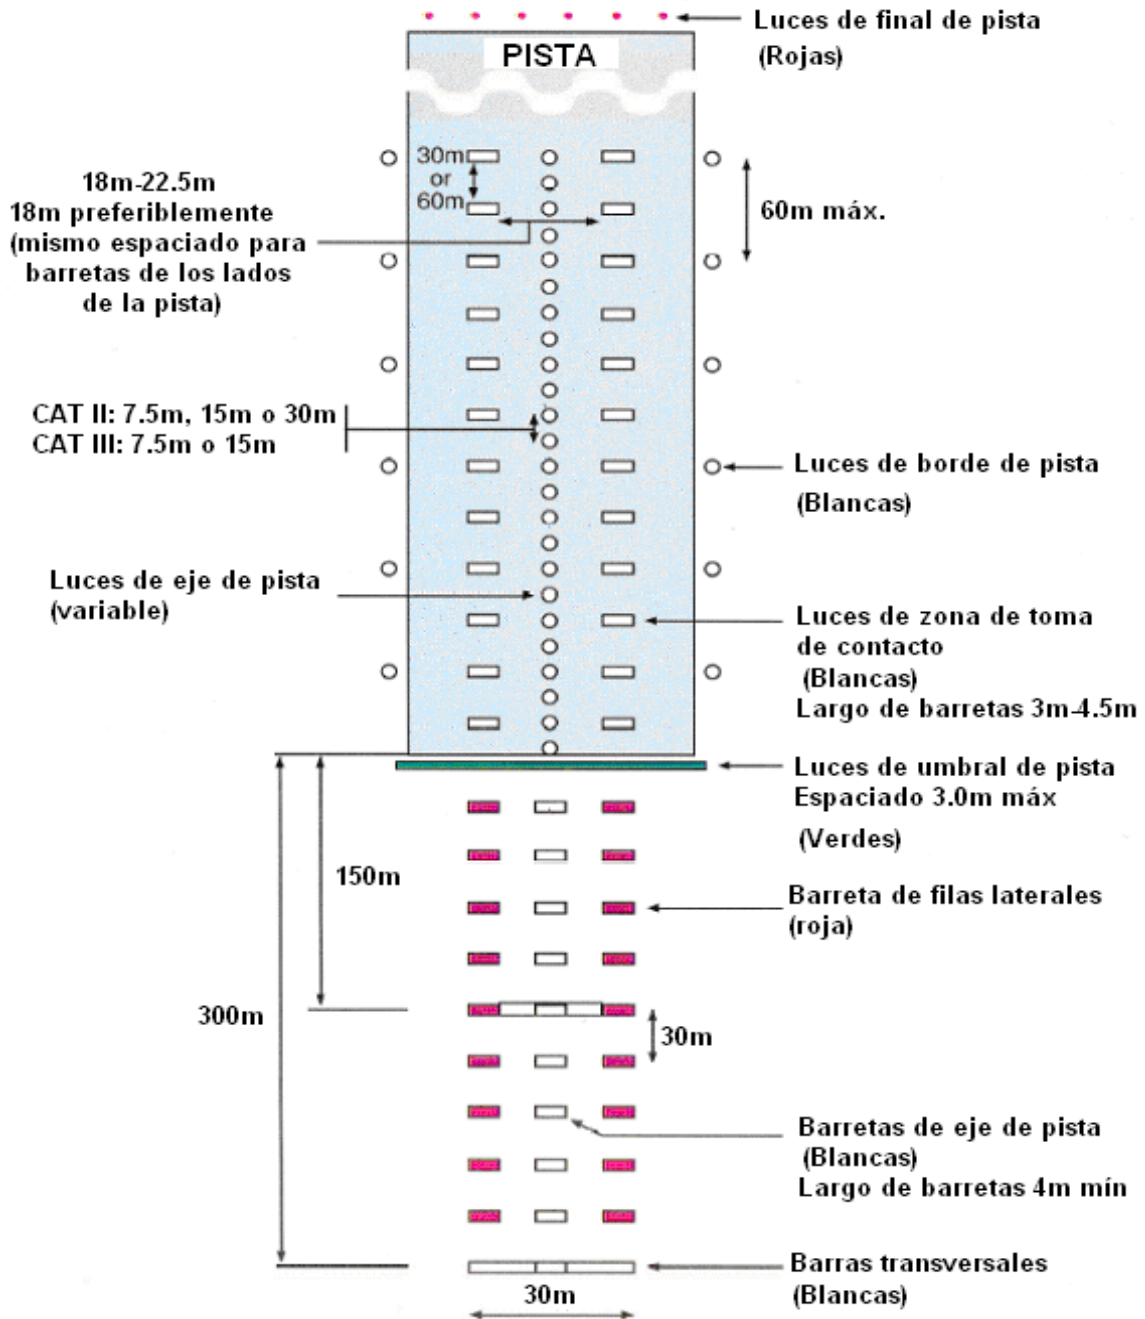 Luces de final de pista
(Rojas)
PISTA
30m
or
60m
18m-22.5m
18m preferiblemente
(mismo espaciado para
barretas de los lados
de la pista)
60m máx.
CAT II: 7.5m, 15m o 30m
CAT III: 7.5m o 15m
Luces de borde de pista
(Blancas)
Luces de eje de pista
(variable)
Luces de zona de toma
de contacto
(Blancas)
Largo de barretas 3m-4.5m
Luces de umbral de pista
Espaciado 3.0m máx
(Verdes)
150m
Barreta de filas laterales
(roja)
300m
30m
Barretas de eje de pista
(Blancas)
Largo de barretas 4m mín
Barras transversales
(Blancas)
30m